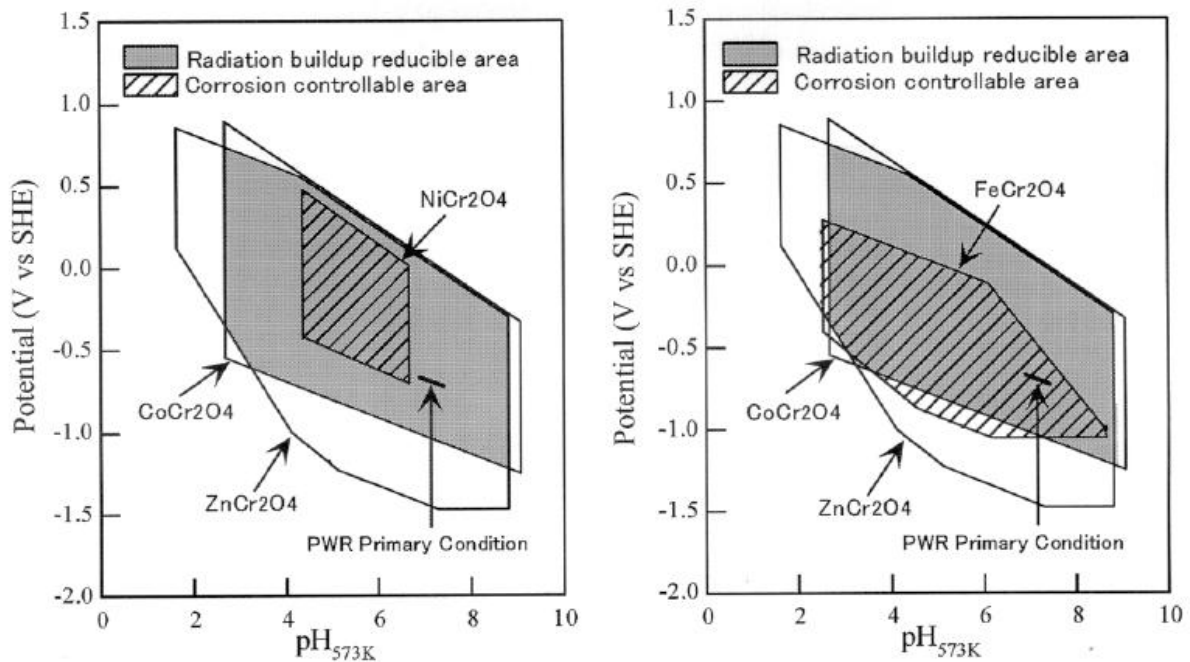 1.5
Radiation buildup reducible area
Corrosion controllable area
1.0
0.5
NiCr2O4
0.0
-0.5
CoCr2O4
-1.0
ZnCr2O4
-1.5
PWR Primary Condition
-2.0
0 2 4 6 8 10
pH573K
Potential (V vs SHE)
1.5
Radiation buildup reducible area
Corrosion controllable area
1.0
0.5
FeCr2O4
0.0
-0.5
CoCr2O4
-1.0
ZnCr2O4
-1.5
PWR Primary Condition
-2.0
0 2 4 6 8 10
pH573K
Potential (V vs SHE)